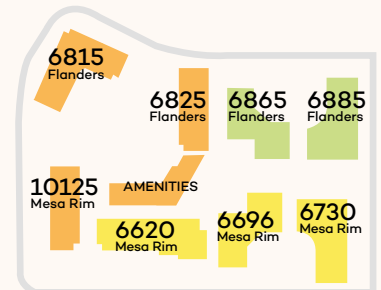 6815
Flanders
6825
Flanders
6865
Flanders
6885
Flanders
10125
Mesa Rim
AMENITIES
6620
Mesa Rim
6696
Mesa Rim
6730
Mesa Rim